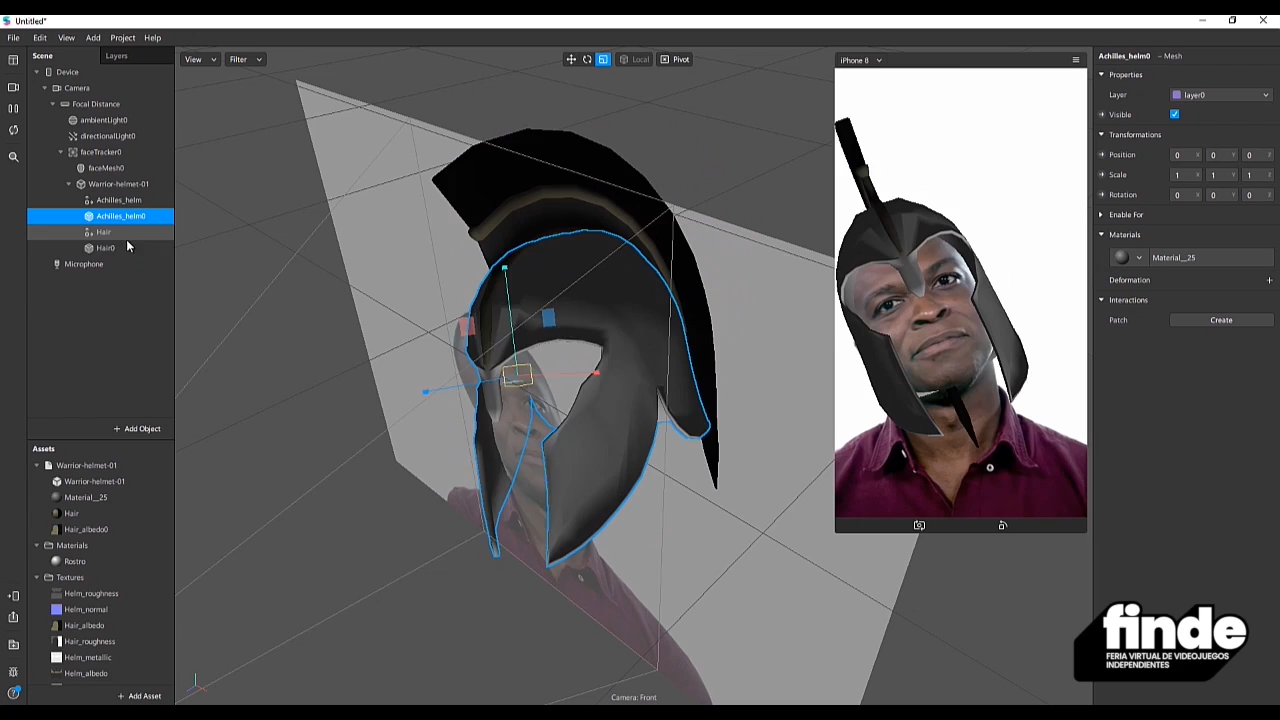 Untitled*
File Edit View Add Project Help
Scene Layers
Device
Camera
Focal Distance
ambientLight0
directionalLight0
faceTracker0
faceMesh0
Warrior-helmet-01
Achilles_helm
Achilles_helm0
Hair
Hair0
Microphone
+ Add Object
Assets
Warrior-helmet-01
Warrior-helmet-01
Material__25
Hair
Hair_albedo0
Materials
Rostro
Textures
Helm_roughness
Helm_normal
Hair_albedo
Hair_roughness
Helm_metallic
Helm_albedo
+ Add Asset
View Filter Local Pivot
Camera: Front
iPhone 8
Achilles_helm0 – Mesh
Properties
Layer layer0
Visible
Transformations
Position 0 X 0 Y 0 Z
Scale 1 X 1 Y 1 Z
Rotation 0 X 0 Y 0 Z
Enable For
Materials
Material__25
Deformation +
Interactions
Patch Create
finde
FERIA VIRTUAL DE VIDEOJUEGOS
INDEPENDIENTES